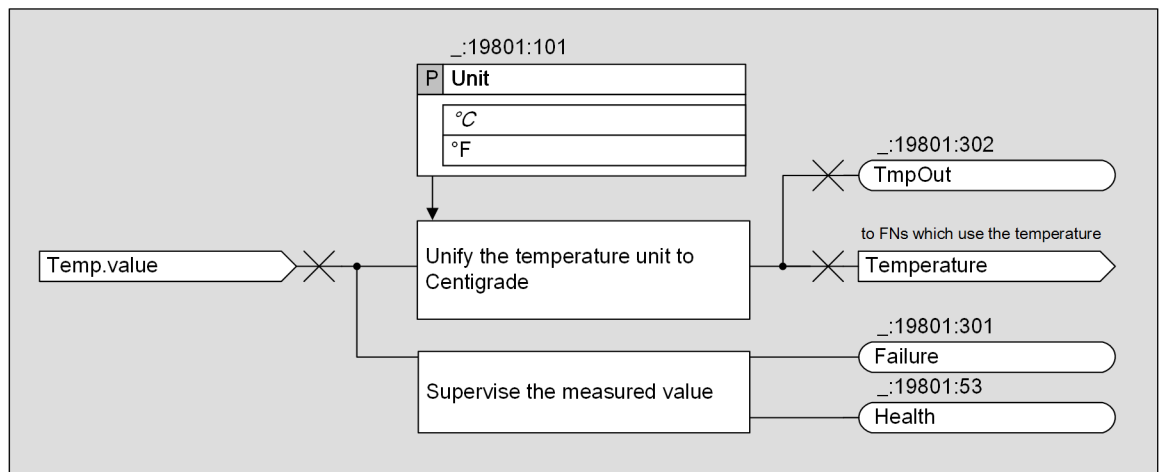 _:19801:101
P Unit
°C
°F
_:19801:302
TmpOut
to FNs which use the temperature
Temp.value
Unify the temperature unit to
Centigrade
Temperature
_:19801:301
Failure
Supervise the measured value
_:19801:53
Health